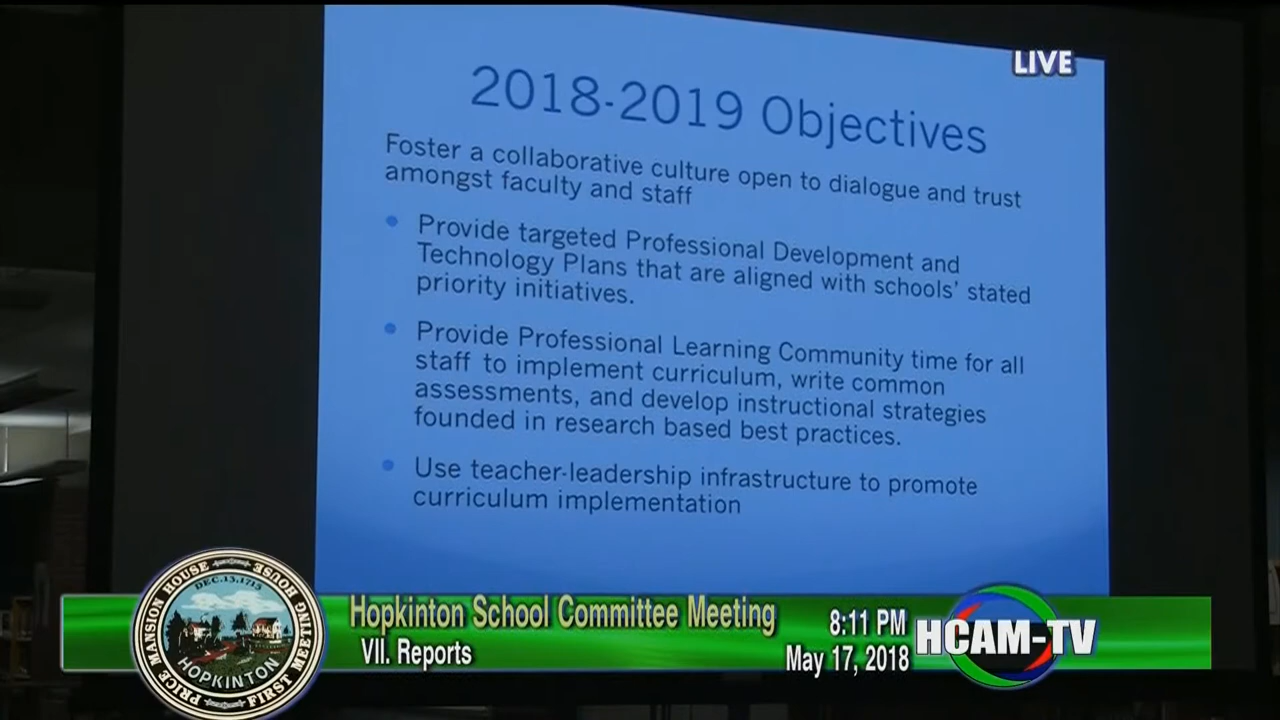 LIVE
2018-2019 Objectives
Foster a collaborative culture open to dialogue and trust
amongst faculty and staff
• Provide targeted Professional Development and
Technology Plans that are aligned with schools' stated
priority initiatives.
• Provide Professional Learning Community time for all
staff to implement curriculum, write common
assessments, and develop instructional strategies
founded in research based best practices.
• Use teacher-leadership infrastructure to promote
curriculum implementation
PRICE MANSION HOUSE
FIRST MEETING HOUSE
DEC. 13. 1715
HOPKINTON
Hopkinton School Committee Meeting
VII. Reports
8:11 PM
May 17, 2018
HCAM-TV